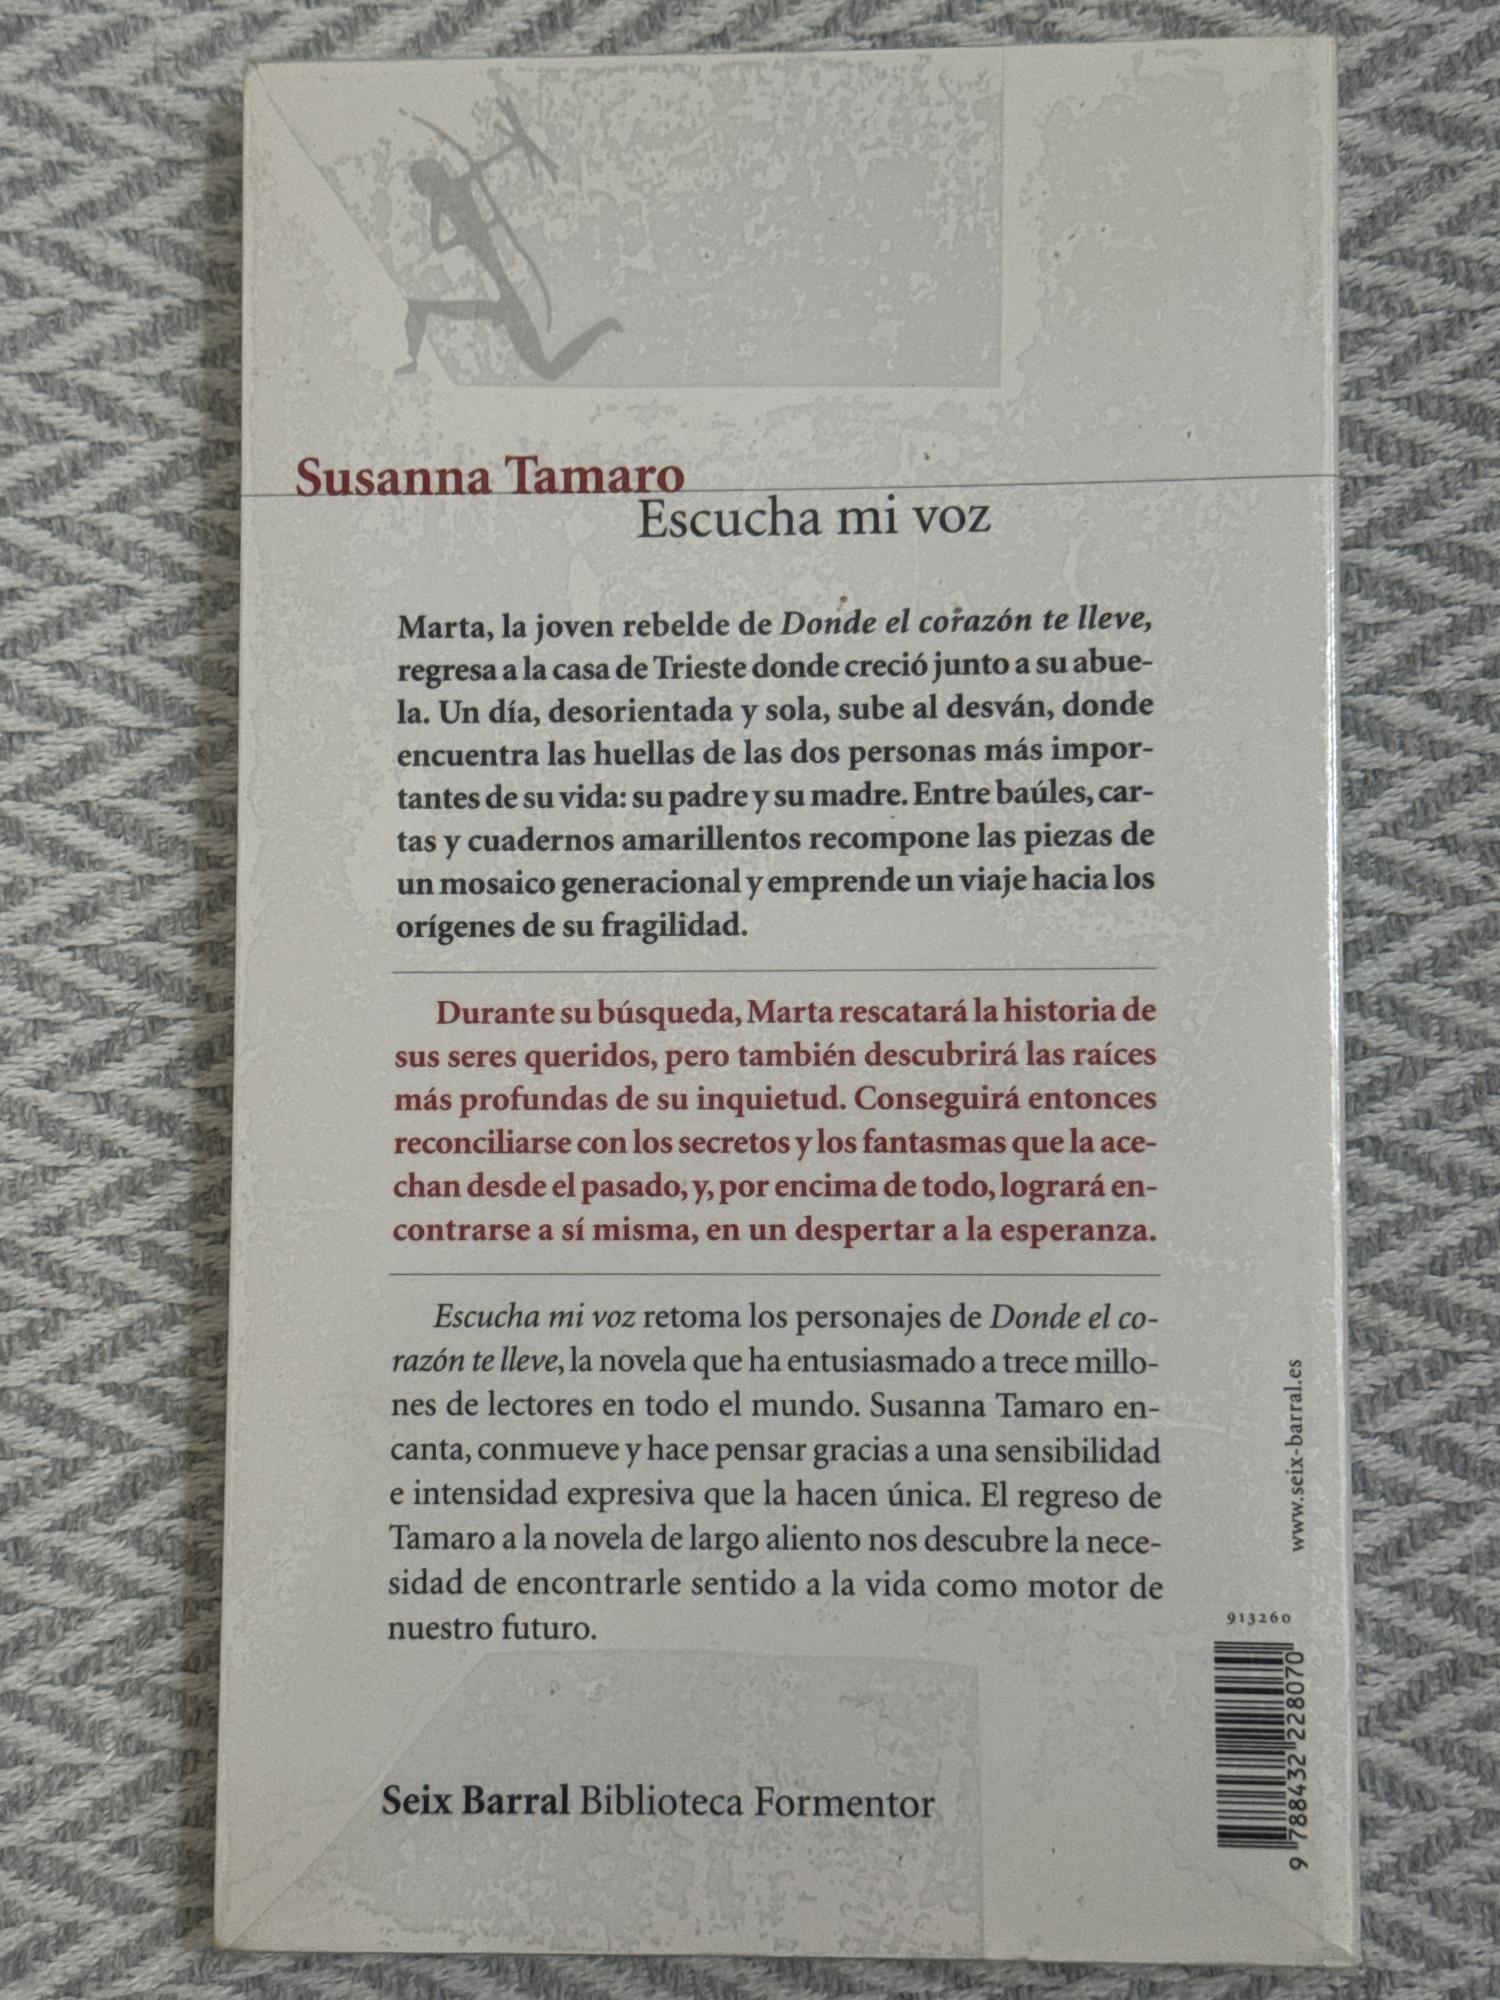 Susanna Tamaro
Escucha mi voz
Marta, la joven rebelde de Donde el corazón te lleve,
regresa a la casa de Trieste donde creció junto a su abue-
la. Un día, desorientada y sola, sube al desván, donde
encuentra las huellas de las dos personas más impor-
tantes de su vida: su padre y su madre. Entre baúles, car-
tas y cuadernos amarillentos recompone las piezas de
un mosaico generacional y emprende un viaje hacia los
orígenes de su fragilidad.
Durante su búsqueda, Marta rescatará la historia de
sus seres queridos, pero también descubrirá las raíces
más profundas de su inquietud. Conseguirá entonces
reconciliarse con los secretos y los fantasmas que la ace-
chan desde el pasado, y, por encima de todo, logrará en-
contrarse a sí misma, en un despertar a la esperanza.
Escucha mi voz retoma los personajes de Donde el co-
razón te lleve, la novela que ha entusiasmado a trece millo-
nes de lectores en todo el mundo. Susanna Tamaro en-
canta, conmueve y hace pensar gracias a una sensibilidad
e intensidad expresiva que la hacen única. El regreso de
Tamaro a la novela de largo aliento nos descubre la nece-
sidad de encontrarle sentido a la vida como motor de
nuestro futuro.
www.seix-barral.es
913260
9 788432 228070
Seix Barral Biblioteca Formentor